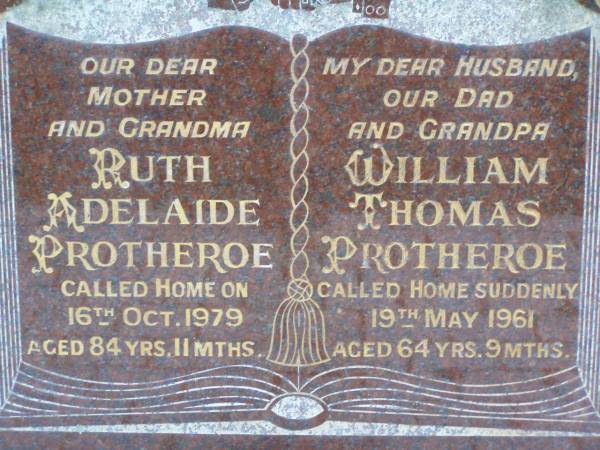 OUR DEAR
MOTHER
AND GRANDMA
RUTH
ADELAIDE
PROTHEROE
CALLED HOME ON
16TH OCT. 1979
AGED 84 YRS. 11 MTHS.
MY DEAR HUSBAND,
OUR DAD
AND GRANDPA
WILLIAM
THOMAS
PROTHEROE
CALLED HOME SUDDENLY
19TH MAY 1961
AGED 64 YRS. 9 MTHS.